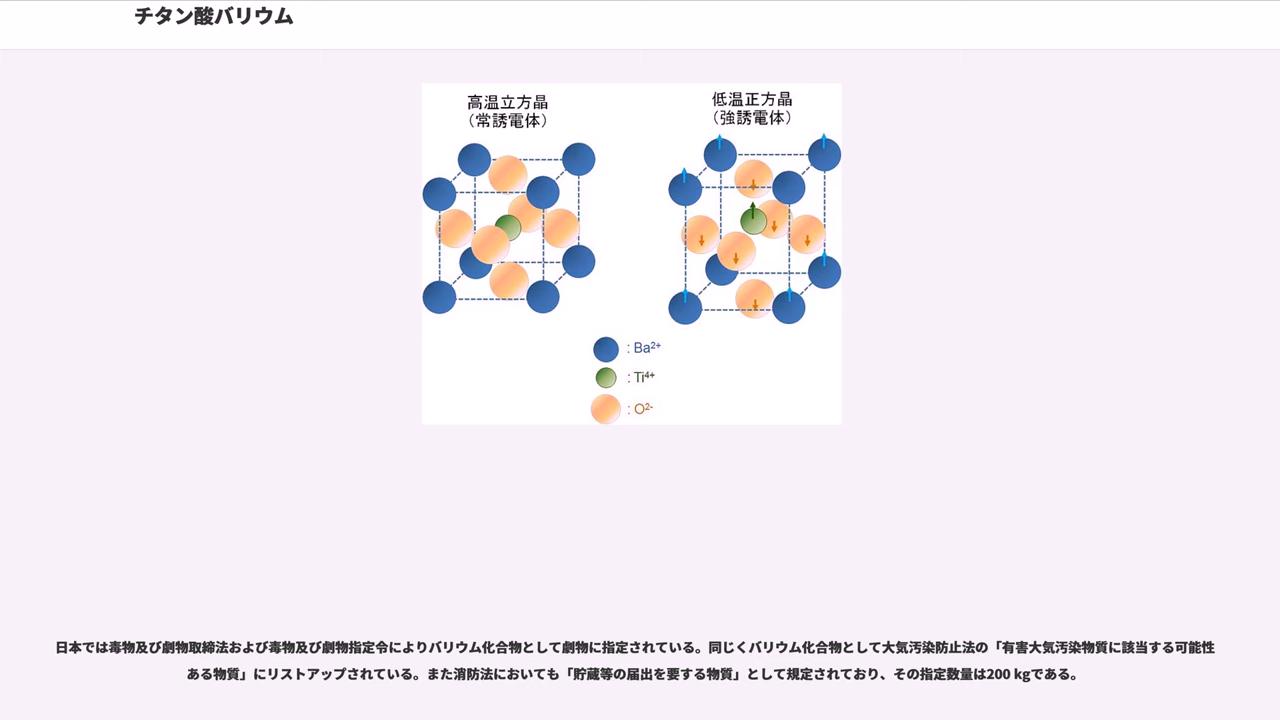 チタン酸バリウム
高温立方晶
（常誘電体）
低温正方晶
（強誘電体）
: Ba²⁺
: Ti⁴⁺
: O²⁻
日本では毒物及び劇物取締法および毒物及び劇物指定令によりバリウム化合物として劇物に指定されている。同じくバリウム化合物として大気汚染防止法の「有害大気汚染物質に該当する可能性
ある物質」にリストアップされている。また消防法においても「貯蔵等の届出を要する物質」として規定されており、その指定数量は200 kgである。